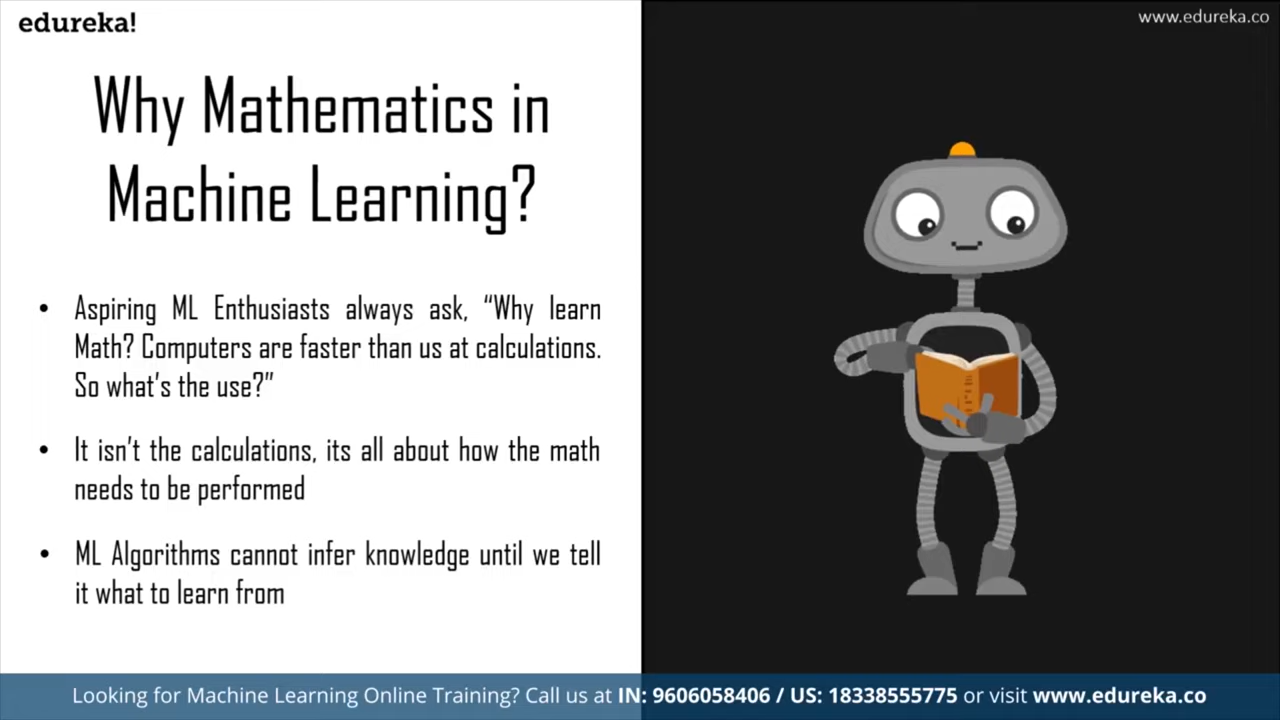 edureka!
www.edureka.co
Why Mathematics in
Machine Learning?
• Aspiring ML Enthusiasts always ask, “Why learn
Math? Computers are faster than us at calculations.
So what’s the use?”
• It isn’t the calculations, its all about how the math
needs to be performed
• ML Algorithms cannot infer knowledge until we tell
it what to learn from
Looking for Machine Learning Online Training? Call us at IN: 9606058406 / US: 18338555775 or visit www.edureka.co